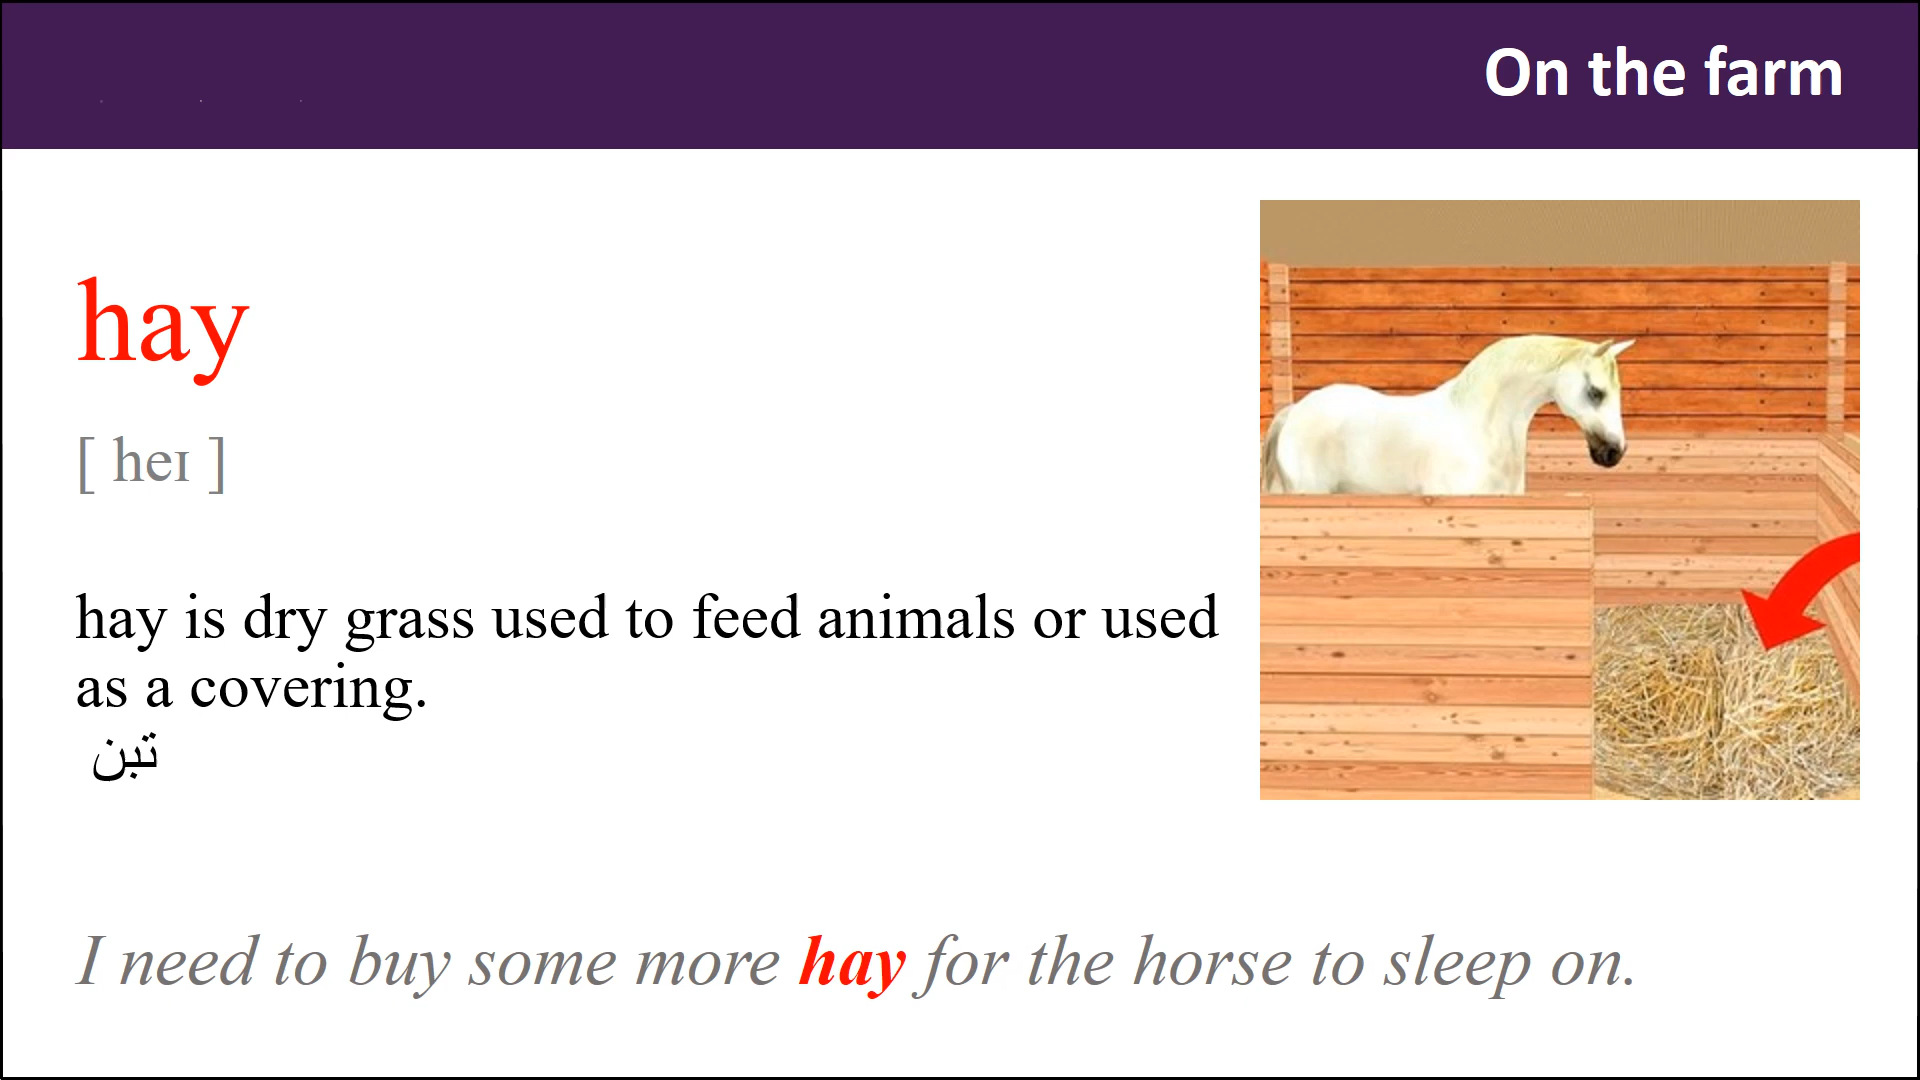 On the farm
hay
[ heɪ ]
hay is dry grass used to feed animals or used
as a covering.
تبن
I need to buy some more hay for the horse to sleep on.